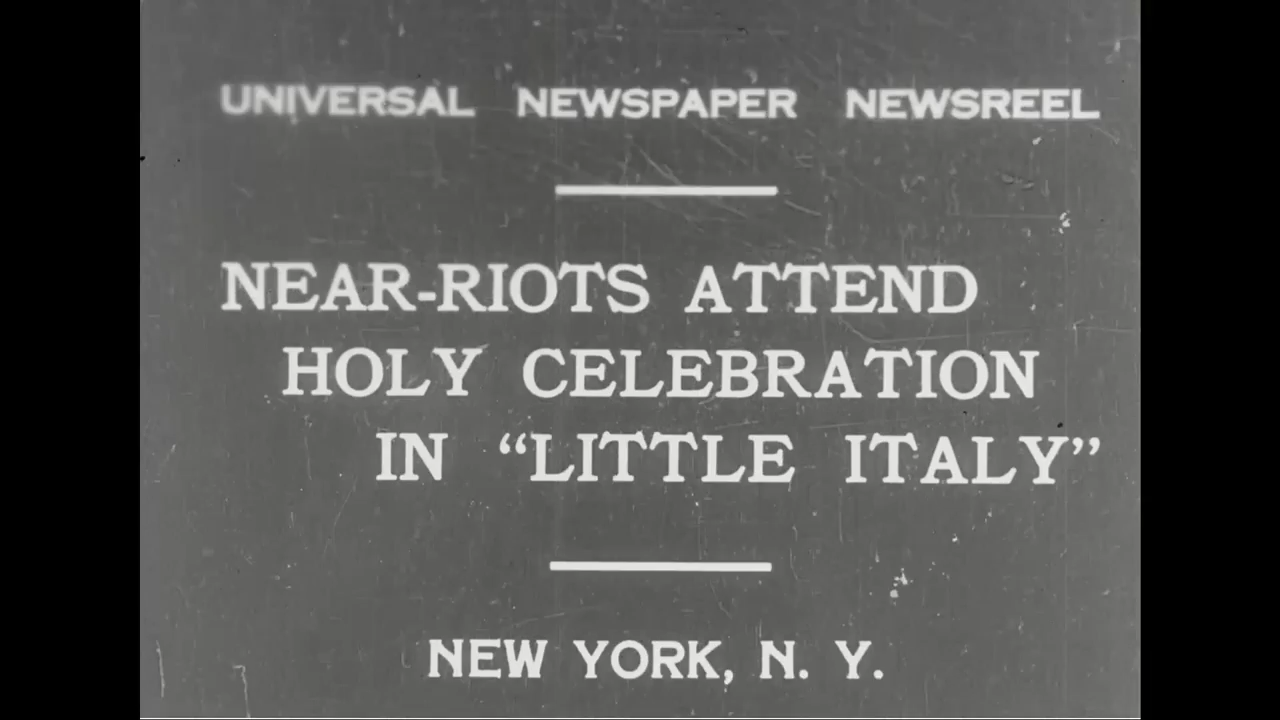 UNIVERSAL NEWSPAPER NEWSREEL
NEAR-RIOTS ATTEND
HOLY CELEBRATION
IN “LITTLE ITALY”
NEW YORK, N. Y.